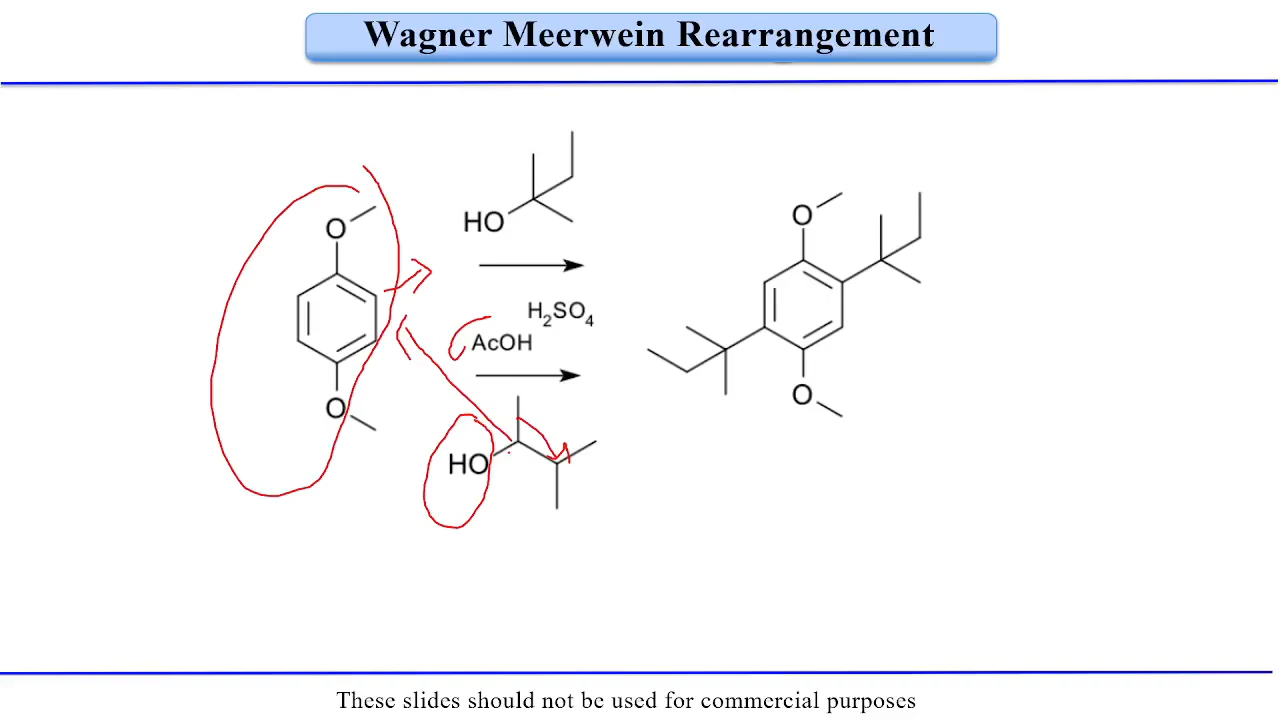 Wagner Meerwein Rearrangement
HO
O
O
H₂SO₄
AcOH
O
O
HO
These slides should not be used for commercial purposes